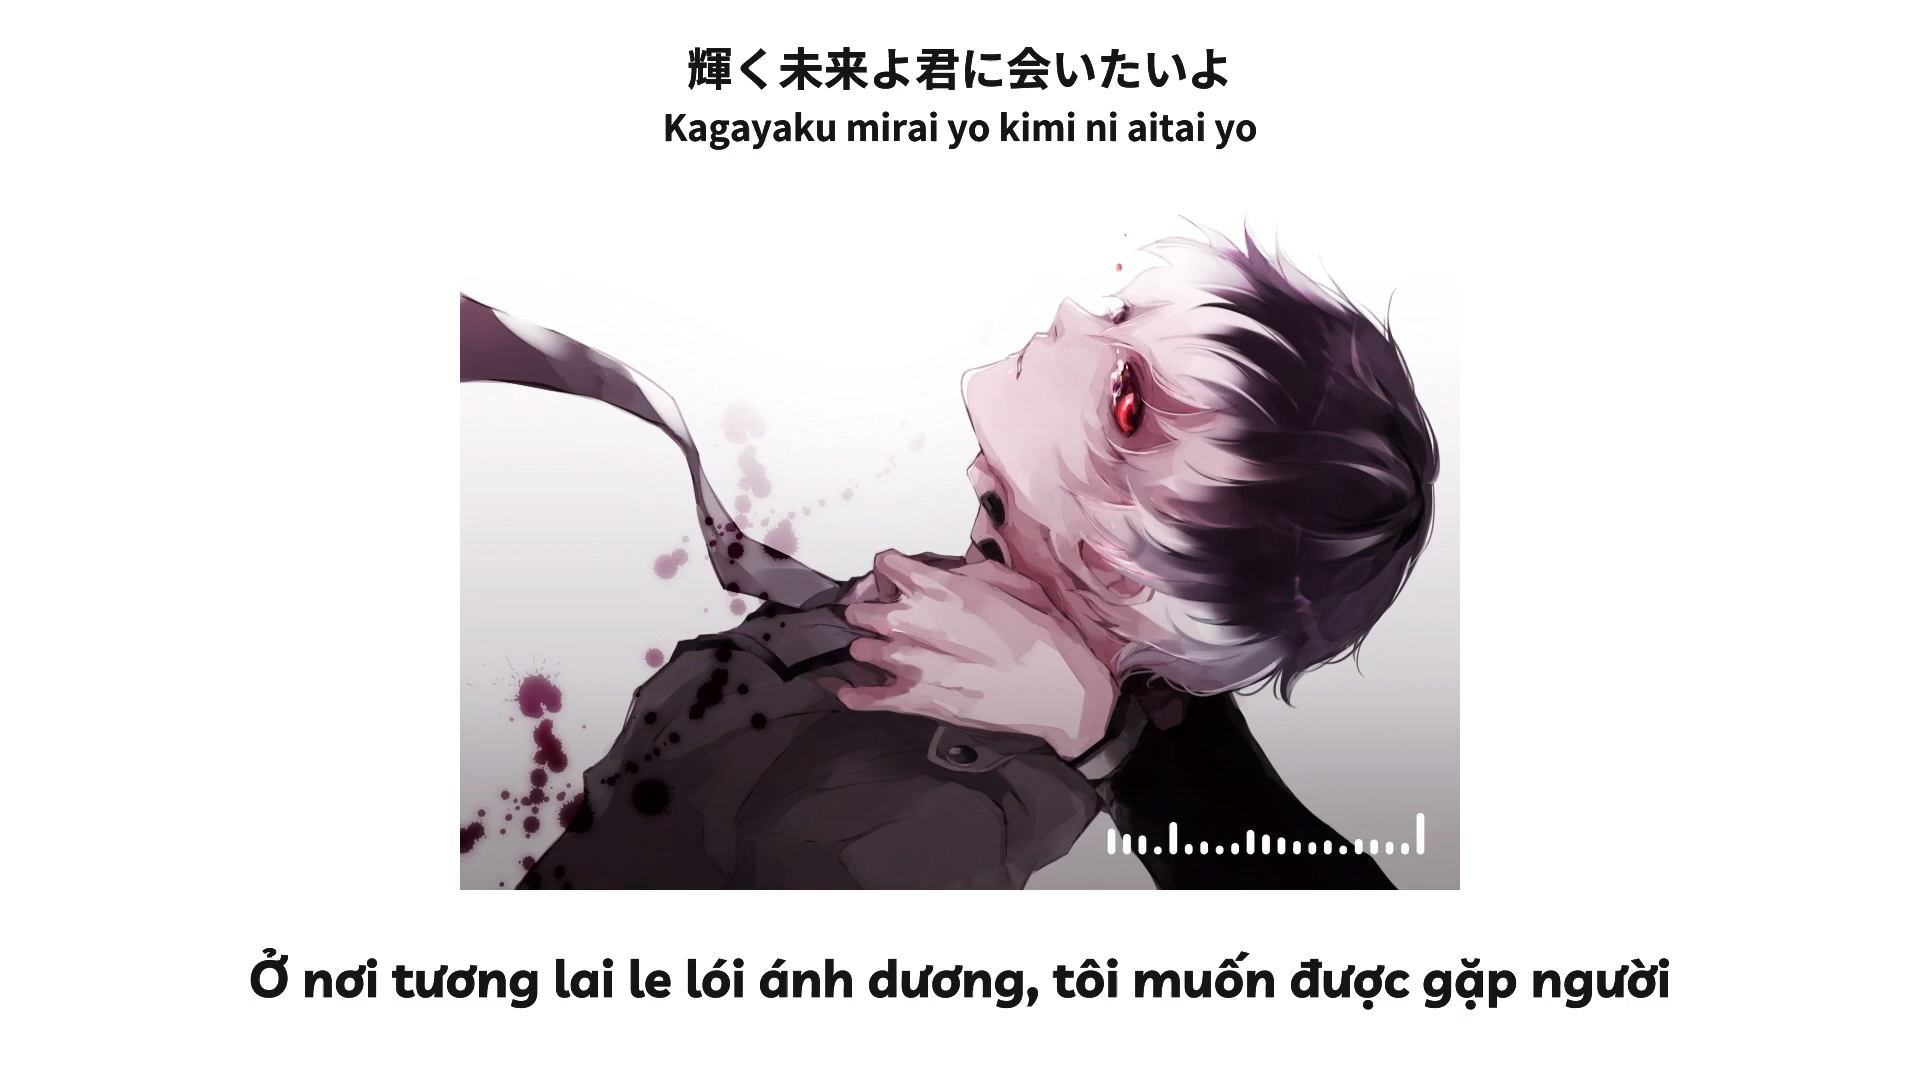 輝く未来よ君に会いたいよ
Kagayaku mirai yo kimi ni aitai yo
Ở nơi tương lai le lói ánh dương, tôi muốn được gặp người